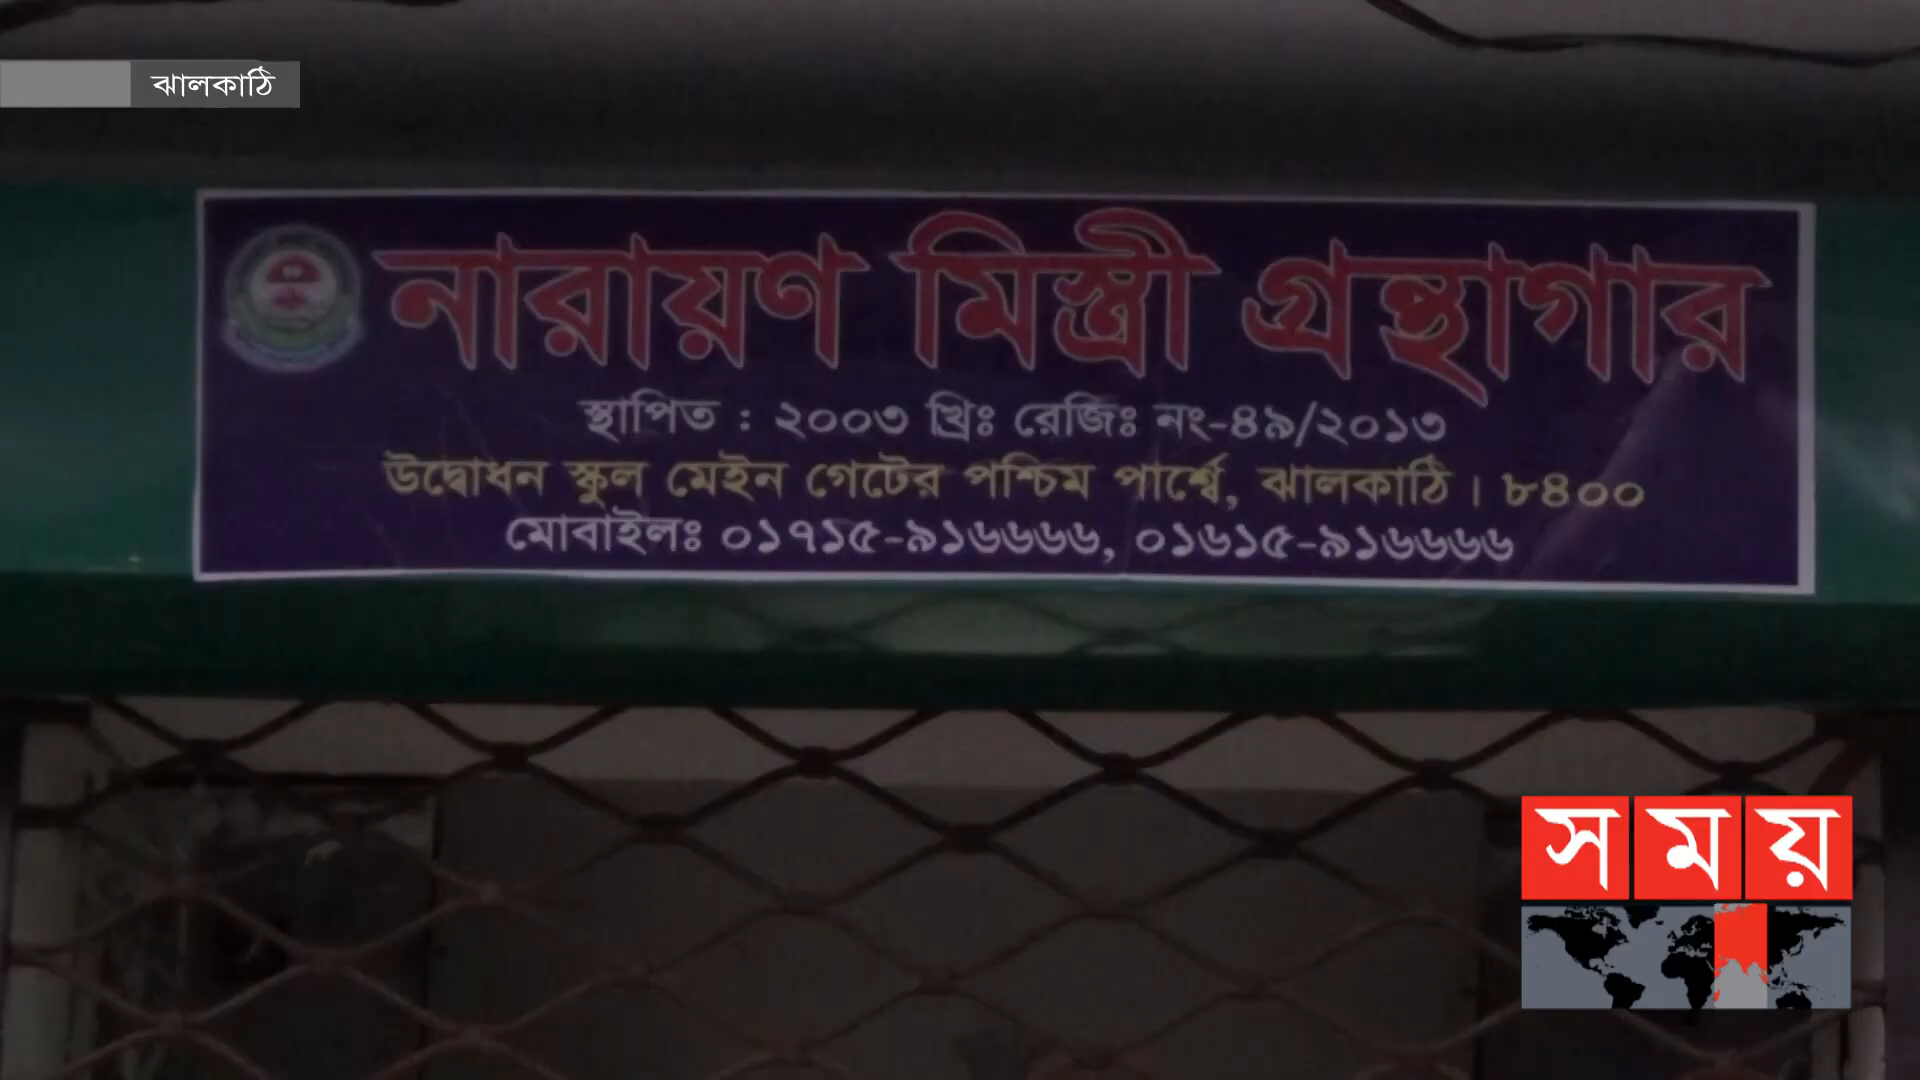 ঝালকাঠি
নারায়ণ মিস্ত্রী গ্রন্থাগার
স্থাপিত : ২০০৩ খ্রিঃ রেজিঃ নং-৪৯/২০১৩
উদ্বোধন স্কুল মেইন গেটের পশ্চিম পার্শ্বে, ঝালকাঠি । ৮৪০০
মোবাইলঃ ০১৭১৫-৯১৬৬৬৬, ০১৬১৫-৯১৬৬৬৬
সময়